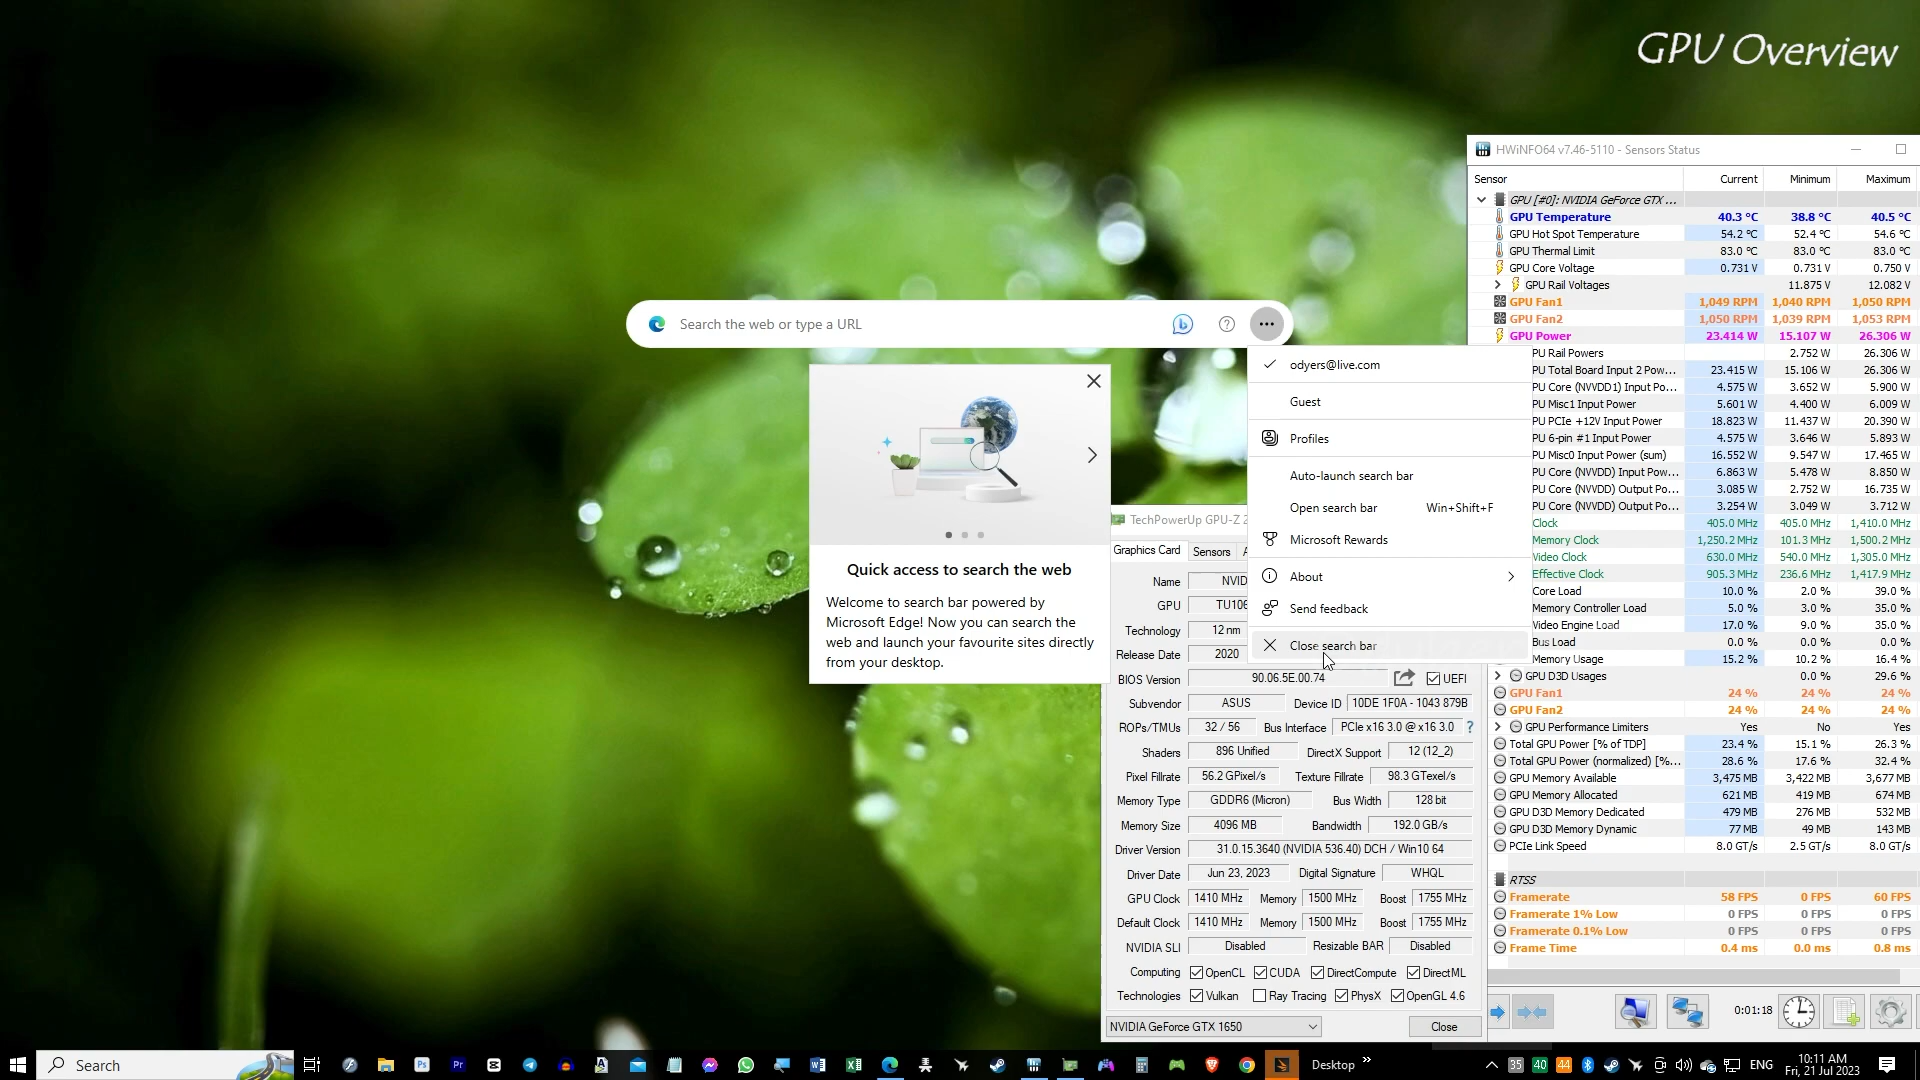 GPU Overview
Search the web or type a URL
odyers@live.com
Guest
Profiles
Auto-launch search bar
Open search bar Win+Shift+F
Microsoft Rewards
About
Send feedback
Close search bar
Quick access to search the web
Welcome to search bar powered by
Microsoft Edge! Now you can search the
web and launch your favourite sites directly
from your desktop.
TechPowerUp GPU-Z 2
Graphics Card Sensors A
Name NVID
GPU TU106
Technology 12 nm
Release Date 2020
BIOS Version 90.06.5E.00.74 UEFI
Subvendor ASUS Device ID 10DE 1F0A - 1043 879B
ROPs/TMUs 32 / 56 Bus Interface PCIe x16 3.0 @ x16 3.0 ?
Shaders 896 Unified DirectX Support 12 (12_2)
Pixel Fillrate 56.2 GPixel/s Texture Fillrate 98.3 GTexel/s
Memory Type GDDR6 (Micron) Bus Width 128 bit
Memory Size 4096 MB Bandwidth 192.0 GB/s
Driver Version 31.0.15.3640 (NVIDIA 536.40) DCH / Win10 64
Driver Date Jun 23, 2023 Digital Signature WHQL
GPU Clock 1410 MHz Memory 1500 MHz Boost 1755 MHz
Default Clock 1410 MHz Memory 1500 MHz Boost 1755 MHz
NVIDIA SLI Disabled Resizable BAR Disabled
Computing OpenCL CUDA DirectCompute DirectML
Technologies Vulkan Ray Tracing PhysX OpenGL 4.6
NVIDIA GeForce GTX 1650 Close
HWiNFO64 v7.46-5110 - Sensors Status
Sensor Current Minimum Maximum
GPU [#0]: NVIDIA GeForce GTX ...
GPU Temperature 40.3 °C 38.8 °C 40.5 °C
GPU Hot Spot Temperature 54.2 °C 52.4 °C 54.6 °C
GPU Thermal Limit 83.0 °C 83.0 °C 83.0 °C
GPU Core Voltage 0.731 V 0.731 V 0.750 V
GPU Rail Voltages 11.875 V 12.082 V
GPU Fan1 1,049 RPM 1,040 RPM 1,050 RPM
GPU Fan2 1,050 RPM 1,039 RPM 1,053 RPM
GPU Power 23.414 W 15.107 W 26.306 W
PU Rail Powers 2.752 W 26.306 W
PU Total Board Input 2 Pow... 23.415 W 15.106 W 26.306 W
PU Core (NVVDD1) Input Po... 4.575 W 3.652 W 5.900 W
PU Misc1 Input Power 5.601 W 4.400 W 6.009 W
PU PCIe +12V Input Power 18.823 W 11.437 W 20.390 W
PU 6-pin #1 Input Power 4.575 W 3.646 W 5.893 W
PU Misc0 Input Power (sum) 16.552 W 9.547 W 17.465 W
PU Core (NVVDD) Input Pow... 6.863 W 5.478 W 8.850 W
PU Core (NVVDD) Output Po... 3.085 W 2.752 W 16.735 W
PU Core (NVVDD) Output Po... 3.254 W 3.049 W 3.712 W
Clock 405.0 MHz 405.0 MHz 1,410.0 MHz
Memory Clock 1,250.2 MHz 101.3 MHz 1,500.2 MHz
Video Clock 630.0 MHz 540.0 MHz 1,305.0 MHz
Effective Clock 905.3 MHz 236.6 MHz 1,417.9 MHz
Core Load 10.0 % 2.0 % 39.0 %
Memory Controller Load 5.0 % 3.0 % 35.0 %
Video Engine Load 17.0 % 9.0 % 35.0 %
Bus Load 0.0 % 0.0 % 0.0 %
Memory Usage 15.2 % 10.2 % 16.4 %
GPU D3D Usages 0.0 % 29.6 %
GPU Fan1 24 % 24 % 24 %
GPU Fan2 24 % 24 % 24 %
GPU Performance Limiters Yes No Yes
Total GPU Power [% of TDP] 23.4 % 15.1 % 26.3 %
Total GPU Power (normalized) [%... 28.6 % 17.6 % 32.4 %
GPU Memory Available 3,475 MB 3,422 MB 3,677 MB
GPU Memory Allocated 621 MB 419 MB 674 MB
GPU D3D Memory Dedicated 479 MB 276 MB 532 MB
GPU D3D Memory Dynamic 77 MB 49 MB 143 MB
PCIe Link Speed 8.0 GT/s 2.5 GT/s 8.0 GT/s
RTSS
Framerate 58 FPS 0 FPS 60 FPS
Framerate 1% Low 0 FPS 0 FPS 0 FPS
Framerate 0.1% Low 0 FPS 0 FPS 0 FPS
Frame Time 0.4 ms 0.0 ms 0.8 ms
0:01:18
Search
Desktop
35 40 44
ENG
10:11 AM
Fri, 21 Jul 2023